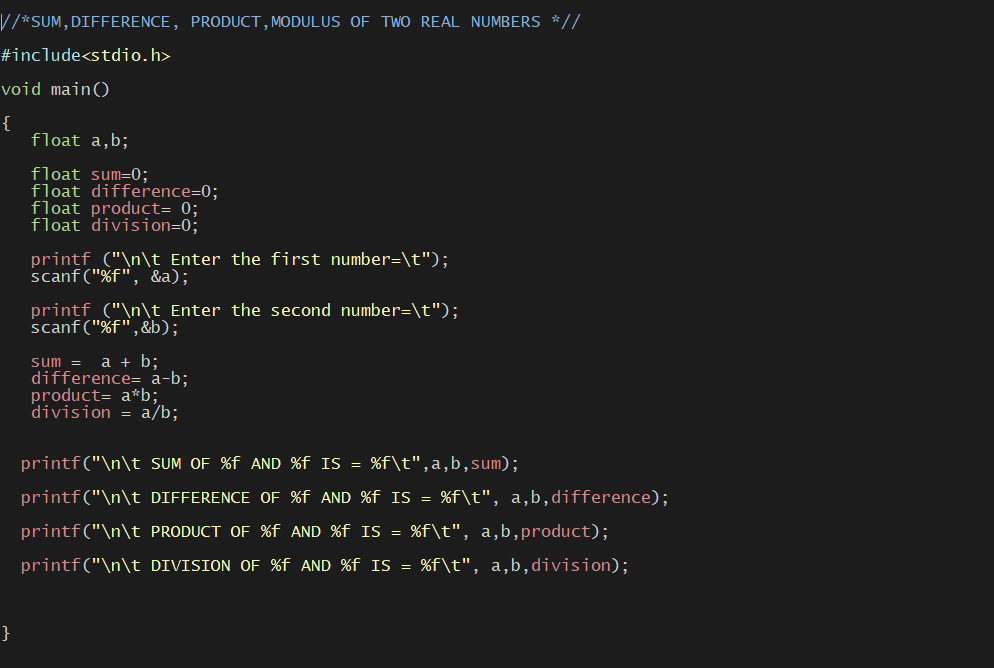 //*SUM,DIFFERENCE, PRODUCT,MODULUS OF TWO REAL NUMBERS *//
#include<stdio.h>
void main()
{
float a,b;
float sum=0;
float difference=0;
float product= 0;
float division=0;
printf ("\n\t Enter the first number=\t");
scanf("%f", &a);
printf ("\n\t Enter the second number=\t");
scanf("%f",&b);
sum =  a + b;
difference= a-b;
product= a*b;
division = a/b;
printf("\n\t SUM OF %f AND %f IS = %f\t",a,b,sum);
printf("\n\t DIFFERENCE OF %f AND %f IS = %f\t", a,b,difference);
printf("\n\t PRODUCT OF %f AND %f IS = %f\t", a,b,product);
printf("\n\t DIVISION OF %f AND %f IS = %f\t", a,b,division);
}